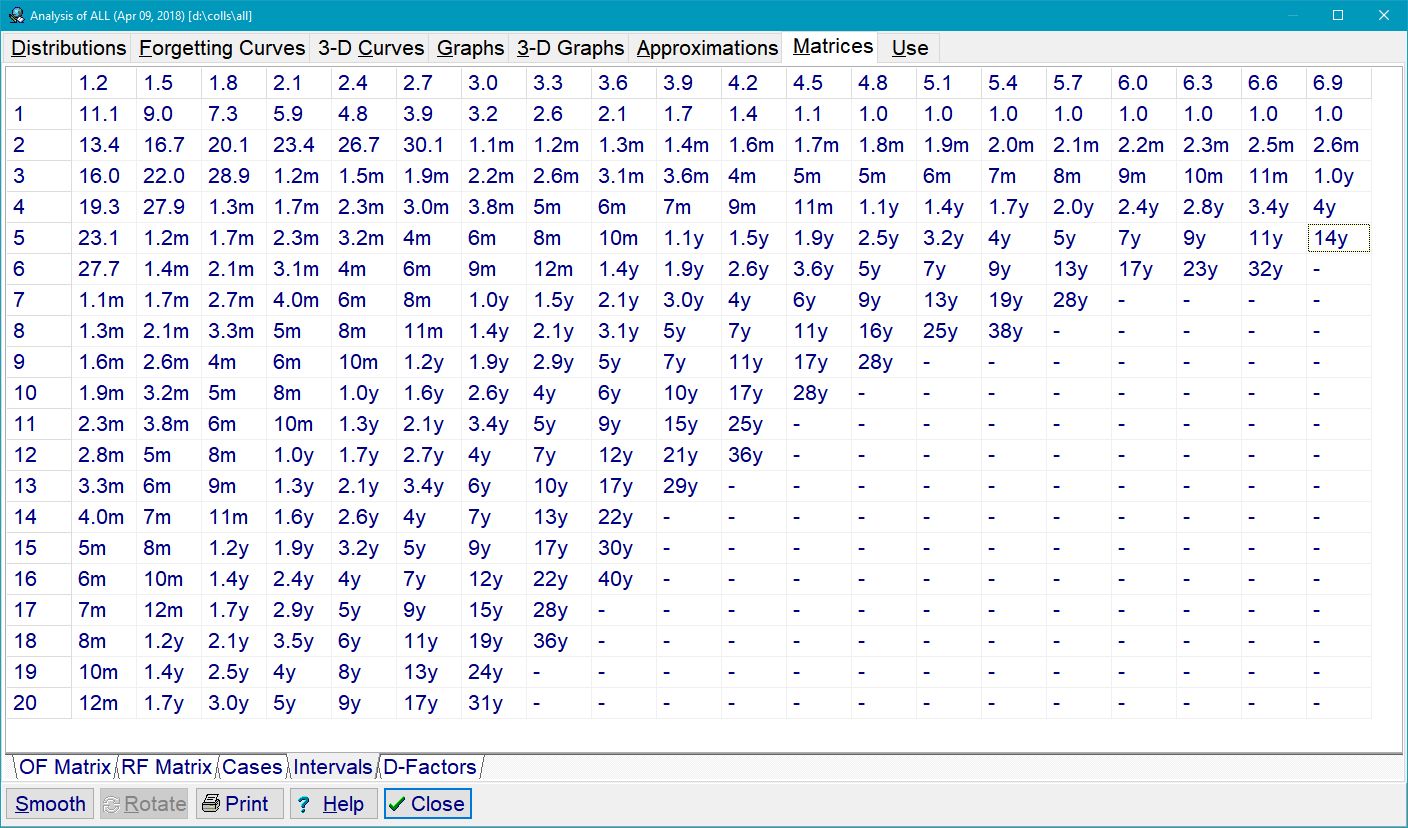 Analysis of ALL (Apr 09, 2018) [d:\colls\all]
Distributions Forgetting Curves 3-D Curves Graphs 3-D Graphs Approximations Matrices Use
1.2 1.5 1.8 2.1 2.4 2.7 3.0 3.3 3.6 3.9 4.2 4.5 4.8 5.1 5.4 5.7 6.0 6.3 6.6 6.9
1 11.1 9.0 7.3 5.9 4.8 3.9 3.2 2.6 2.1 1.7 1.4 1.1 1.0 1.0 1.0 1.0 1.0 1.0 1.0 1.0
2 13.4 16.7 20.1 23.4 26.7 30.1 1.1m 1.2m 1.3m 1.4m 1.6m 1.7m 1.8m 1.9m 2.0m 2.1m 2.2m 2.3m 2.5m 2.6m
3 16.0 22.0 28.9 1.2m 1.5m 1.9m 2.2m 2.6m 3.1m 3.6m 4m 5m 5m 6m 7m 8m 9m 10m 11m 1.0y
4 19.3 27.9 1.3m 1.7m 2.3m 3.0m 3.8m 5m 6m 7m 9m 11m 1.1y 1.4y 1.7y 2.0y 2.4y 2.8y 3.4y 4y
5 23.1 1.2m 1.7m 2.3m 3.2m 4m 6m 8m 10m 1.1y 1.5y 1.9y 2.5y 3.2y 4y 5y 7y 9y 11y 14y
6 27.7 1.4m 2.1m 3.1m 4m 6m 9m 12m 1.4y 1.9y 2.6y 3.6y 5y 7y 9y 13y 17y 23y 32y -
7 1.1m 1.7m 2.7m 4.0m 6m 8m 1.0y 1.5y 2.1y 3.0y 4y 6y 9y 13y 19y 28y - - - -
8 1.3m 2.1m 3.3m 5m 8m 11m 1.4y 2.1y 3.1y 5y 7y 11y 16y 25y 38y - - - - -
9 1.6m 2.6m 4m 6m 10m 1.2y 1.9y 2.9y 5y 7y 11y 17y 28y - - - - - - -
10 1.9m 3.2m 5m 8m 1.0y 1.6y 2.6y 4y 6y 10y 17y 28y - - - - - - - -
11 2.3m 3.8m 6m 10m 1.3y 2.1y 3.4y 5y 9y 15y 25y - - - - - - - - -
12 2.8m 5m 8m 1.0y 1.7y 2.7y 4y 7y 12y 21y 36y - - - - - - - - -
13 3.3m 6m 9m 1.3y 2.1y 3.4y 6y 10y 17y 29y - - - - - - - - - -
14 4.0m 7m 11m 1.6y 2.6y 4y 7y 13y 22y - - - - - - - - - - -
15 5m 8m 1.2y 1.9y 3.2y 5y 9y 17y 30y - - - - - - - - - - -
16 6m 10m 1.4y 2.4y 4y 7y 12y 22y 40y - - - - - - - - - - -
17 7m 12m 1.7y 2.9y 5y 9y 15y 28y - - - - - - - - - - - -
18 8m 1.2y 2.1y 3.5y 6y 11y 19y 36y - - - - - - - - - - - -
19 10m 1.4y 2.5y 4y 8y 13y 24y - - - - - - - - - - - - -
20 12m 1.7y 3.0y 5y 9y 17y 31y - - - - - - - - - - - - -
OF Matrix RF Matrix Cases Intervals D-Factors
Smooth Rotate Print ? Help Close